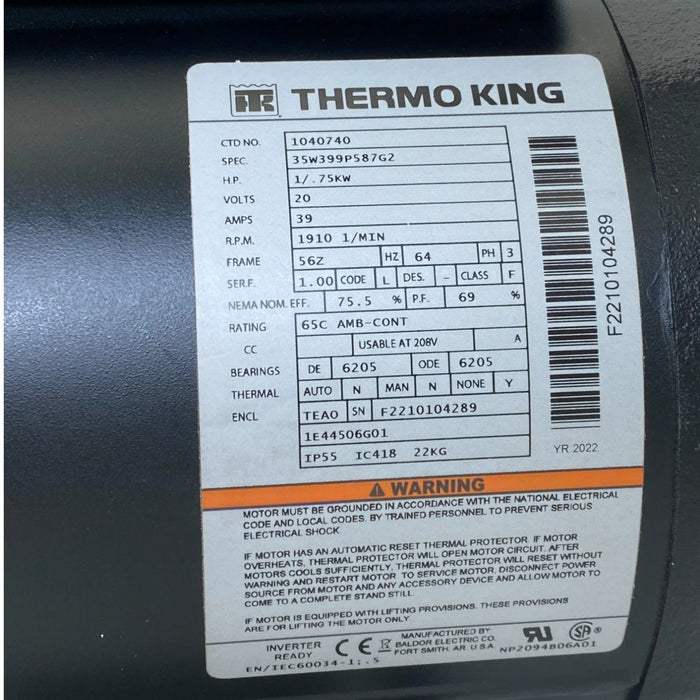 TK THERMO KING
CTD NO. 1040740
SPEC. 35W399P587G2
H.P. 1/.75KW
VOLTS 20
AMPS 39
R.P.M. 1910 1/MIN
FRAME 56Z HZ 64 PH 3
SER.F. 1.00 CODE L DES. - CLASS F
NEMA NOM. EFF. 75.5 % P.F. 69 %
RATING 65C AMB-CONT
CC USABLE AT 208V A
BEARINGS DE 6205 ODE 6205
THERMAL AUTO N MAN N NONE Y
ENCL TEAO SN F2210104289
1E44506G01
IP55 IC418 22KG
F2210104289
YR 2022
WARNING
MOTOR MUST BE GROUNDED IN ACCORDANCE WITH THE NATIONAL ELECTRICAL
CODE AND LOCAL CODES, BY TRAINED PERSONNEL TO PREVENT SERIOUS
ELECTRICAL SHOCK.
IF MOTOR HAS AN AUTOMATIC RESET THERMAL PROTECTOR. IF MOTOR
OVERHEATS, THERMAL PROTECTOR WILL OPEN MOTOR CIRCUIT. AFTER
MOTORS COOLS SUFFICIENTLY, THERMAL PROTECTOR WILL RESET WITHOUT
WARNING AND RESTART MOTOR. TO SERVICE MOTOR, DISCONNECT POWER
SOURCE FROM MOTOR AND ANY ACCESSORY DEVICE AND ALLOW MOTOR TO
COME TO A COMPLETE STAND STILL
IF MOTOR IS EQUIPPED WITH LIFTING PROVISIONS. THESE PROVISIONS
ARE FOR LIFTING THE MOTOR ONLY
INVERTER READY CE MANUFACTURED BY
BALDOR ELECTRIC CO.
FORT SMITH, AR U.S.A.
EN/IEC60034-1;.5 NP2094B06A01